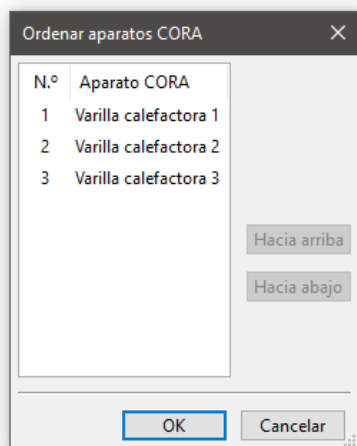 Ordenar aparatos CORA
N.º Aparato CORA
1 Varilla calefactora 1
2 Varilla calefactora 2
3 Varilla calefactora 3
Hacia arriba
Hacia abajo
OK Cancelar